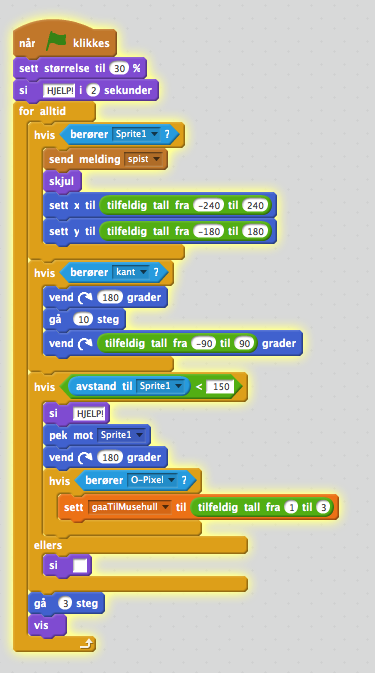 når klikkes
sett størrelse til 30 %
si HJELP! i 2 sekunder
for alltid
hvis berører Sprite1 ?
send melding spist
skjul
sett x til tilfeldig tall fra -240 til 240
sett y til tilfeldig tall fra -180 til 180
hvis berører kant ?
vend 180 grader
gå 10 steg
vend tilfeldig tall fra -90 til 90 grader
hvis avstand til Sprite1 < 150
si HJELP!
pek mot Sprite1
vend 180 grader
hvis berører O-Pixel ?
sett gaaTilMusehull til tilfeldig tall fra 1 til 3
ellers
si
gå 3 steg
vis